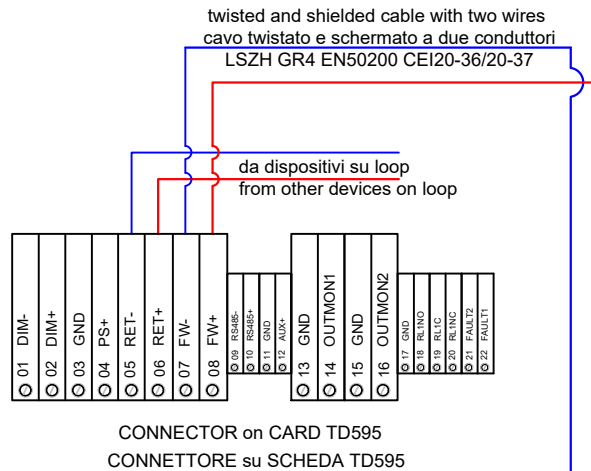 twisted and shielded cable with two wires
cavo twistato e schermato a due conduttori
LSZH GR4 EN50200 CEI20-36/20-37
da dispositivi su loop
from other devices on loop
01 DIM-
02 DIM+
03 GND
04 PS+
05 RET-
06 RET+
07 FW-
08 FW+
09 RS485-
10 RS485+
11 GND
12 AUX+
13 GND
14 OUTMON1
15 GND
16 OUTMON2
17 GND
18 RL1NO
19 RL1C
20 RL1NC
21 FAULT2
22 FAULT1
CONNECTOR on CARD TD595
CONNETTORE su SCHEDA TD595